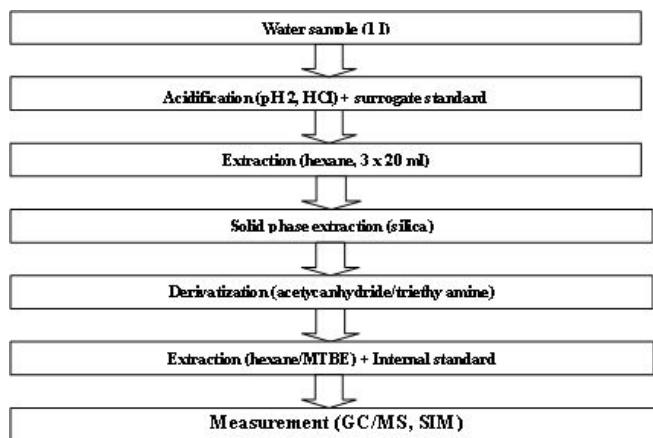 Water sample (1 l)
Acidification (pH 2, HCl) + surrogate standard
Extraction (hexane, 3 x 20 ml)
Solid phase extraction (silica)
Derivatization (acetycanhydride/triethy amine)
Extraction (hexane/MTBE) + Internal standard
Measurement (GC/MS, SIM)